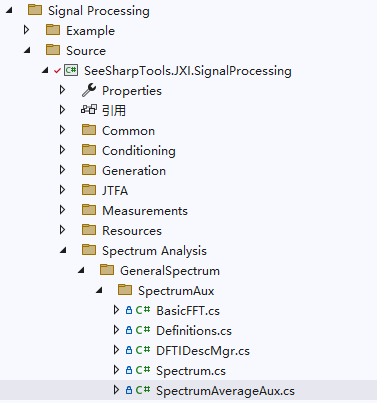 Signal Processing
Example
Source
SeeSharpTools.JXI.SignalProcessing
Properties
引用
Common
Conditioning
Generation
JTFA
Measurements
Resources
Spectrum Analysis
GeneralSpectrum
SpectrumAux
C# BasicFFT.cs
C# Definitions.cs
C# DFTIDescMgr.cs
C# Spectrum.cs
C# SpectrumAverageAux.cs